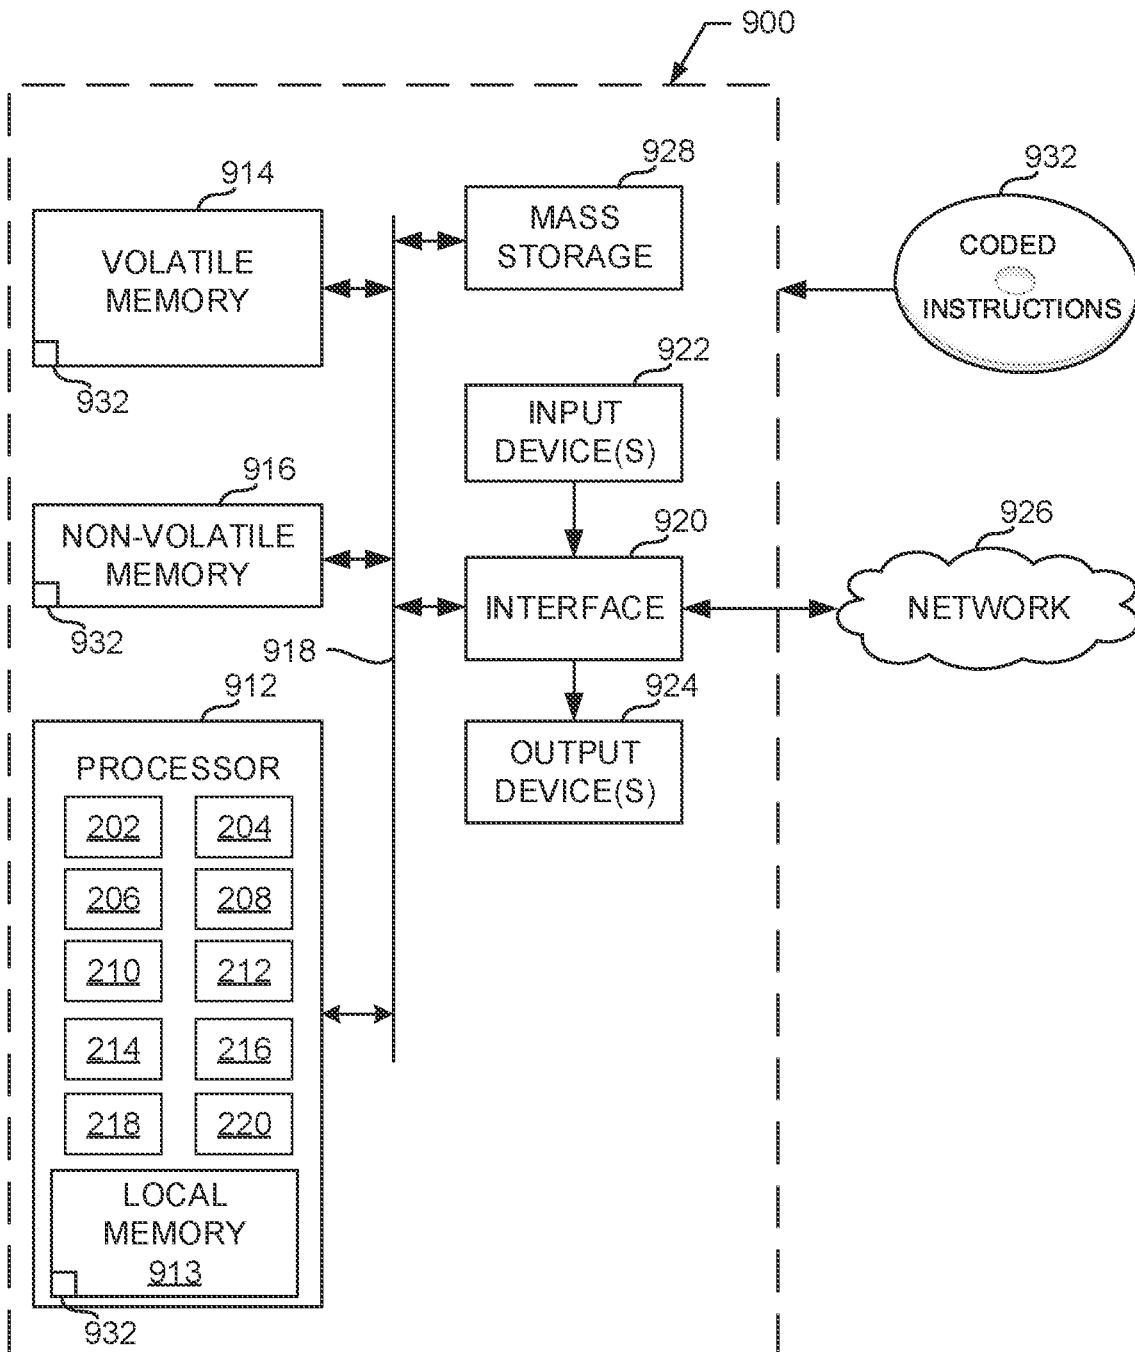 900
914
VOLATILE
MEMORY
932
928
MASS
STORAGE
932
CODED
INSTRUCTIONS
922
INPUT
DEVICE(S)
916
NON-VOLATILE
MEMORY
932
920
INTERFACE
926
NETWORK
918
924
OUTPUT
DEVICE(S)
912
PROCESSOR
202 204
206 208
210 212
214 216
218 220
LOCAL
MEMORY
913
932